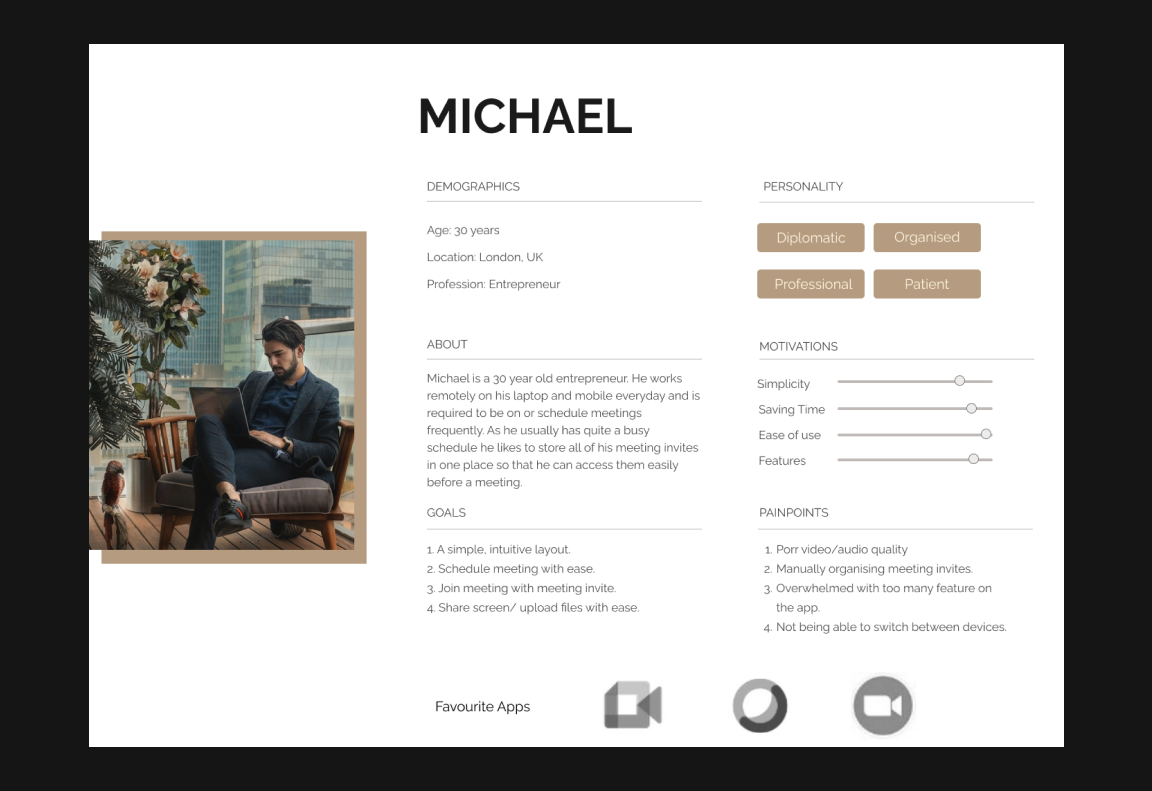 MICHAEL
DEMOGRAPHICS
Age: 30 years
Location: London, UK
Profession: Entrepreneur
PERSONALITY
Diplomatic
Organised
Professional
Patient
ABOUT
Michael is a 30 year old entrepreneur. He works
remotely on his laptop and mobile everyday and is
required to be on or schedule meetings
frequently. As he usually has quite a busy
schedule he likes to store all of his meeting invites
in one place so that he can access them easily
before a meeting.
MOTIVATIONS
Simplicity
Saving Time
Ease of use
Features
GOALS
1. A simple, intuitive layout.
2. Schedule meeting with ease.
3. Join meeting with meeting invite.
4. Share screen/ upload files with ease.
PAINPOINTS
1. Porr video/audio quality
2. Manually organising meeting invites.
3. Overwhelmed with too many feature on
the app.
4. Not being able to switch between devices.
Favourite Apps